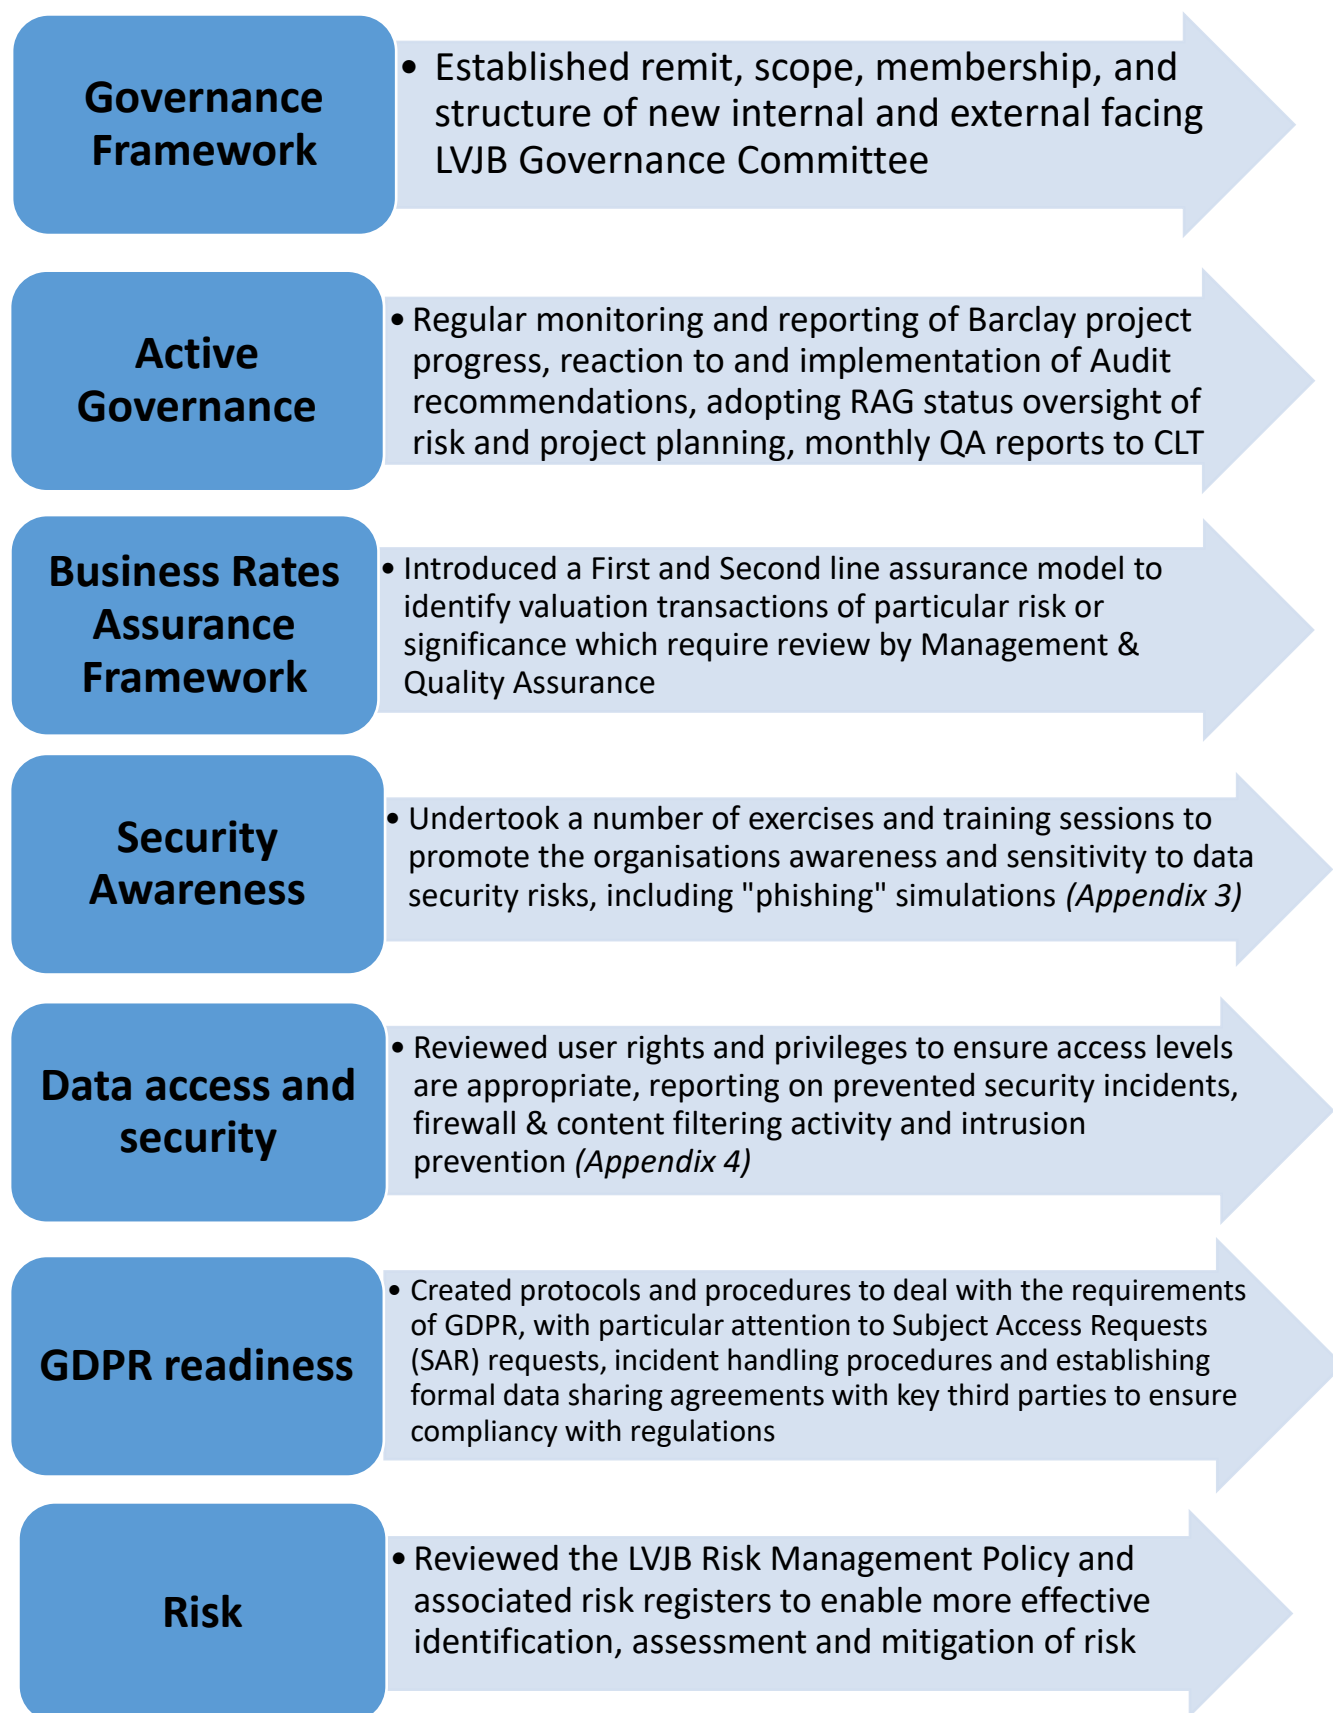 Governance
Framework
• Established remit, scope, membership, and
structure of new internal and external facing
LVJB Governance Committee
Active
Governance
• Regular monitoring and reporting of Barclay project
progress, reaction to and implementation of Audit
recommendations, adopting RAG status oversight of
risk and project planning, monthly QA reports to CLT
Business Rates
Assurance
Framework
• Introduced a First and Second line assurance model to
identify valuation transactions of particular risk or
significance which require review by Management &
Quality Assurance
Security
Awareness
• Undertook a number of exercises and training sessions to
promote the organisations awareness and sensitivity to data
security risks, including "phishing" simulations (Appendix 3)
Data access and
security
• Reviewed user rights and privileges to ensure access levels
are appropriate, reporting on prevented security incidents,
firewall & content filtering activity and intrusion
prevention (Appendix 4)
GDPR readiness
• Created protocols and procedures to deal with the requirements
of GDPR, with particular attention to Subject Access Requests
(SAR) requests, incident handling procedures and establishing
formal data sharing agreements with key third parties to ensure
compliancy with regulations
Risk
• Reviewed the LVJB Risk Management Policy and
associated risk registers to enable more effective
identification, assessment and mitigation of risk